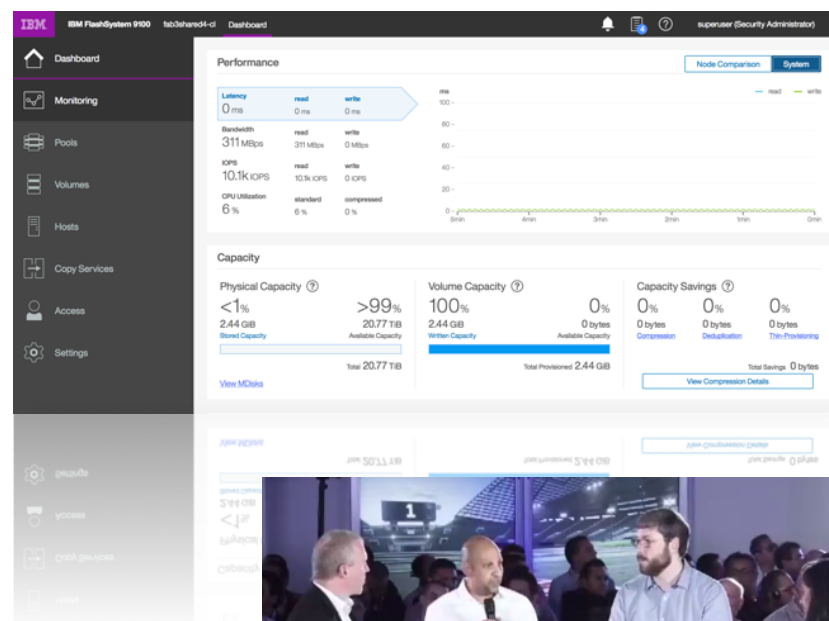 IBM IBM FlashSystem 9100 fab3shared4-cl Dashboard 4 superuser (Security Administrator)
Dashboard
Monitoring
Pools
Volumes
Hosts
Copy Services
Access
Settings
Performance
Node Comparison System
Latency
0 ms
read
0 ms
write
0 ms
Bandwidth
311 MBps
read
311 MBps
write
0 MBps
IOPS
10.1k IOPS
read
10.1k IOPS
write
0 IOPS
CPU Utilization
6 %
standard
6 %
compressed
0 %
ms
read write
100
80
60
40
20
0
5min 4min 3min 2min 1min 0min
Capacity
Physical Capacity
<1% >99%
2.44 GiB 20.77 TiB
Stored Capacity Available Capacity
Total 20.77 TiB
View MDisks
Volume Capacity
100% 0%
2.44 GiB 0 bytes
Written Capacity Available Capacity
Total Provisioned 2.44 GiB
Capacity Savings
0% 0% 0%
0 bytes 0 bytes 0 bytes
Compression Deduplication Thin-Provisioning
Total Savings 0 bytes
View Compression Details
1